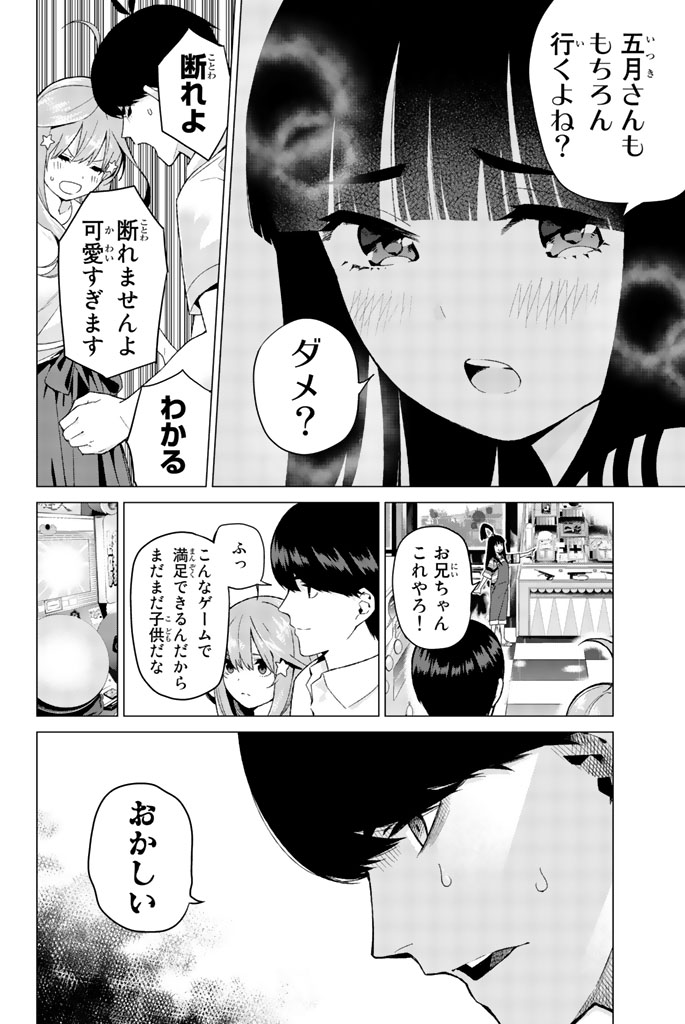 五月さんも
もちろん
行くよね？
ダメ？
断れよ
断れませんよ
可愛すぎます
わかる
お兄ちゃん
これやろ！
ふっ
こんなゲームで
満足できるんだから
まだまだ子供だな
おかしい